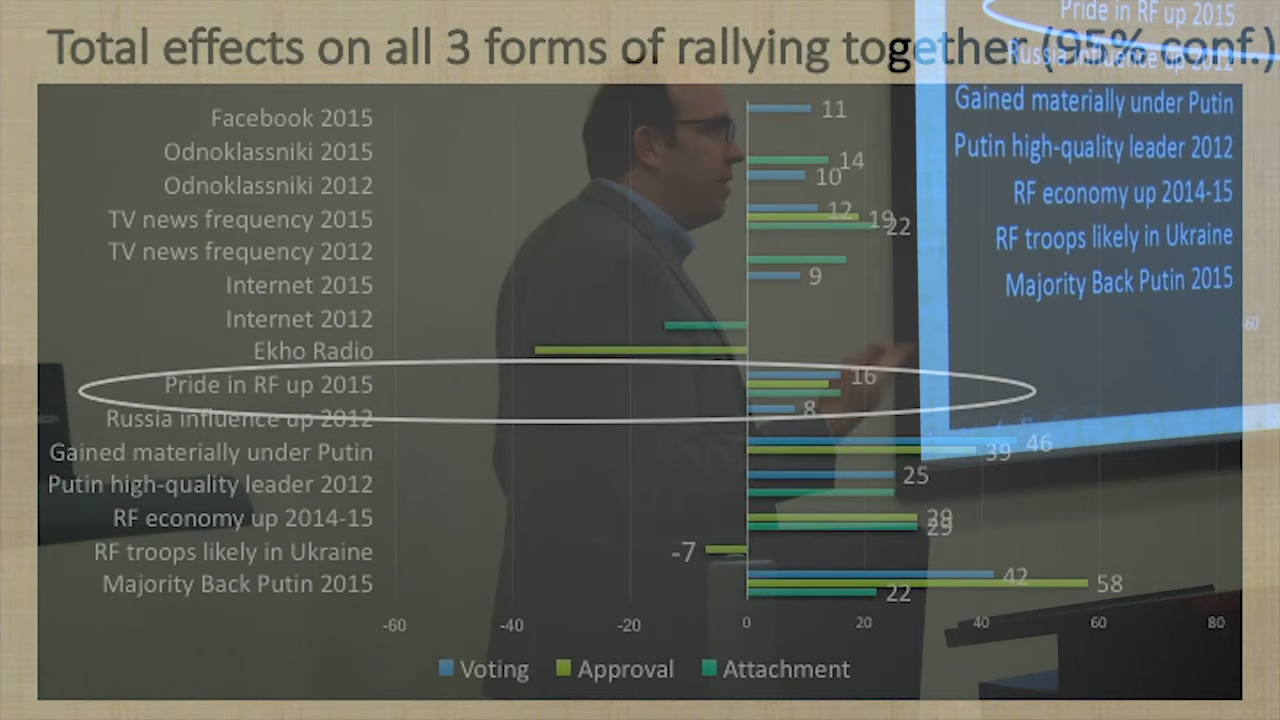 Total effects on all 3 forms of rallying together (95% conf.)
Facebook 2015
11
Odnoklassniki 2015
14
Odnoklassniki 2012
10
TV news frequency 2015
12
19
22
TV news frequency 2012
Internet 2015
9
Internet 2012
Ekho Radio
Pride in RF up 2015
16
Russia influence up 2012
8
Gained materially under Putin
46
39
Putin high-quality leader 2012
25
RF economy up 2014-15
29
29
RF troops likely in Ukraine
-7
Majority Back Putin 2015
42
58
22
-60
-40
-20
0
20
40
60
80
Voting
Approval
Attachment
Pride in RF up 2015
Russia influence up 2012
Gained materially under Putin
Putin high-quality leader 2012
RF economy up 2014-15
RF troops likely in Ukraine
Majority Back Putin 2015
-60